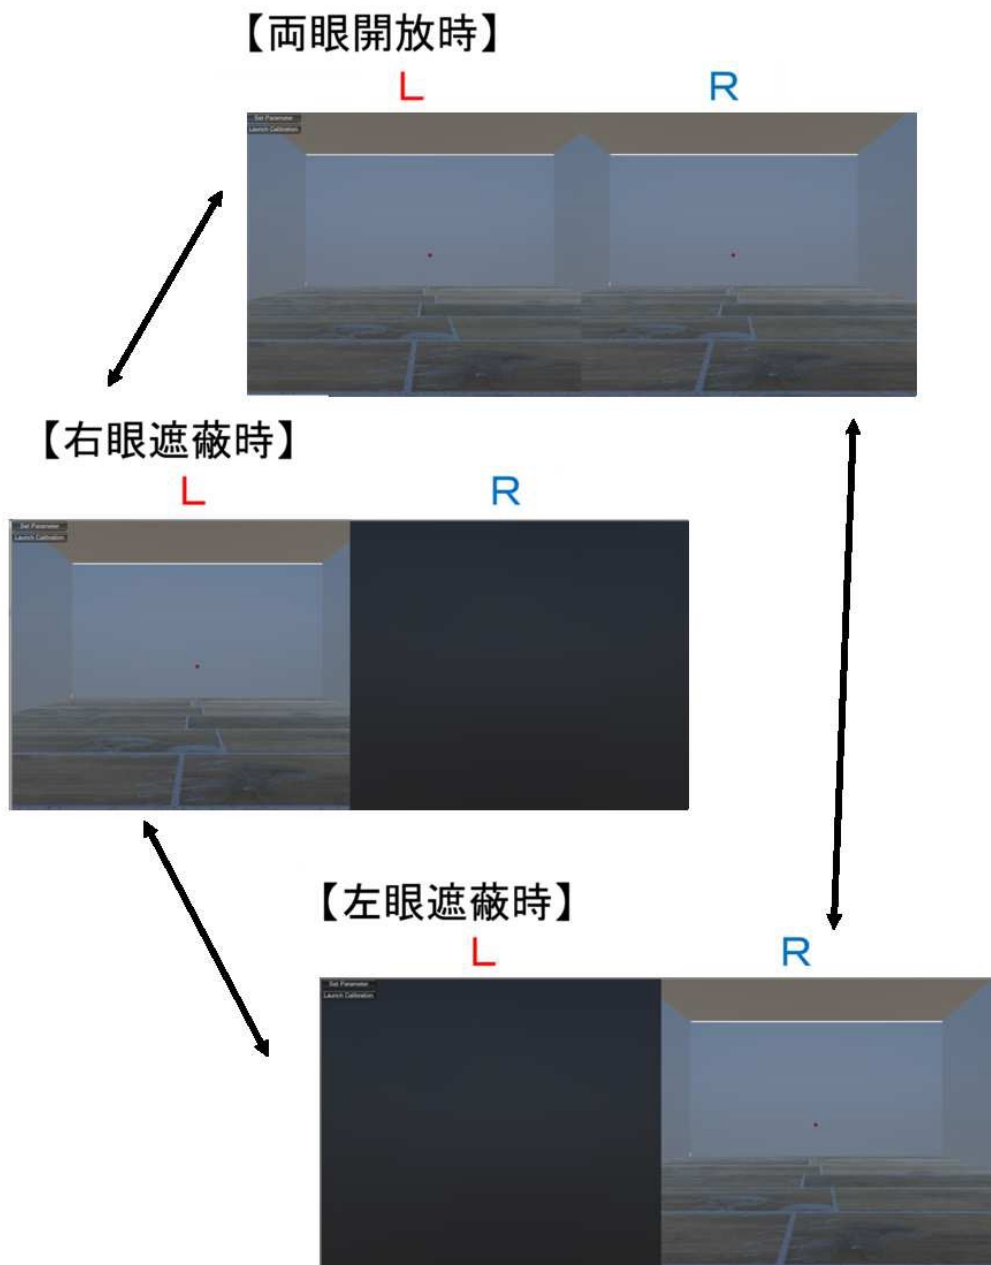 【両眼開放時】
L R
Set Parameter
Launch Calibration
【右眼遮蔽時】
L R
Set Parameter
Launch Calibration
【左眼遮蔽時】
L R
Set Parameter
Launch Calibration